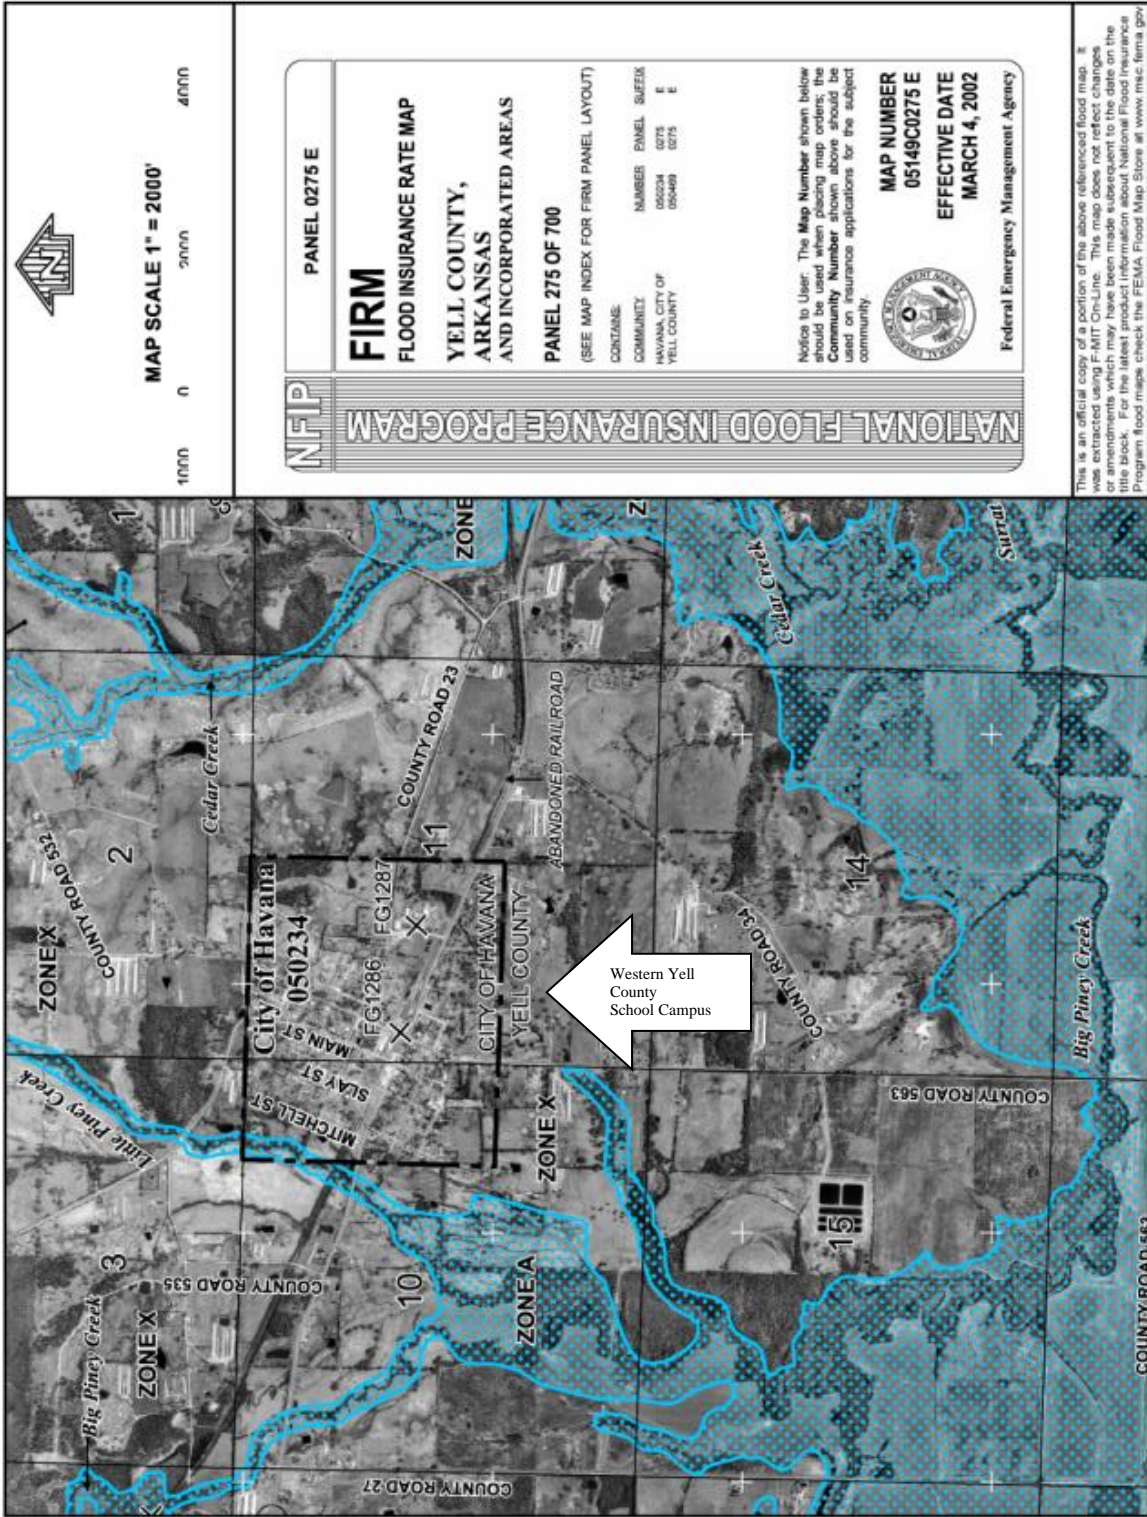 MAP SCALE 1" = 2000'
1000 0 2000 4000
NFIP
NATIONAL FLOOD INSURANCE PROGRAM
PANEL 0275 E
FIRM
FLOOD INSURANCE RATE MAP
YELL COUNTY,
ARKANSAS
AND INCORPORATED AREAS
PANEL 275 OF 700
(SEE MAP INDEX FOR FIRM PANEL LAYOUT)
CONTAINS:
COMMUNITY NUMBER PANEL SUFFIX
HAVANA, CITY OF 050234 0275 E
YELL COUNTY 050469 0275 E
Notice to User: The Map Number shown below
should be used when placing map orders; the
Community Number shown above should be
used on insurance applications for the subject
community.
MAP NUMBER
05149C0275 E
EFFECTIVE DATE
MARCH 4, 2002
Federal Emergency Management Agency
This is an official copy of a portion of the above referenced flood map. It
was extracted using F-MIT On-Line. This map does not reflect changes
or amendments which may have been made subsequent to the date on the
title block. For the latest product information about National Flood Insurance
Program flood maps check the FEMA Flood Map Store at www.msc.fema.gov
N
Big Piney Creek
3
ZONE X
COUNTY ROAD 535
Little Piney Creek
ZONE X
COUNTY ROAD 532
2
Cedar Creek
1
City of Havana
050234
MITCHELL ST
SLAY ST
MAIN ST
FG1286
FG1287
COUNTY ROAD 23
11
10
CITY OF HAVANA
YELL COUNTY
ABANDONED RAILROAD
ZONE
COUNTY ROAD 27
ZONE A
ZONE X
Western Yell
County
School Campus
Z
Cedar Creek
COUNTY ROAD 34
14
15
COUNTY ROAD 563
Big Piney Creek
Surrat
COUNTY ROAD 563